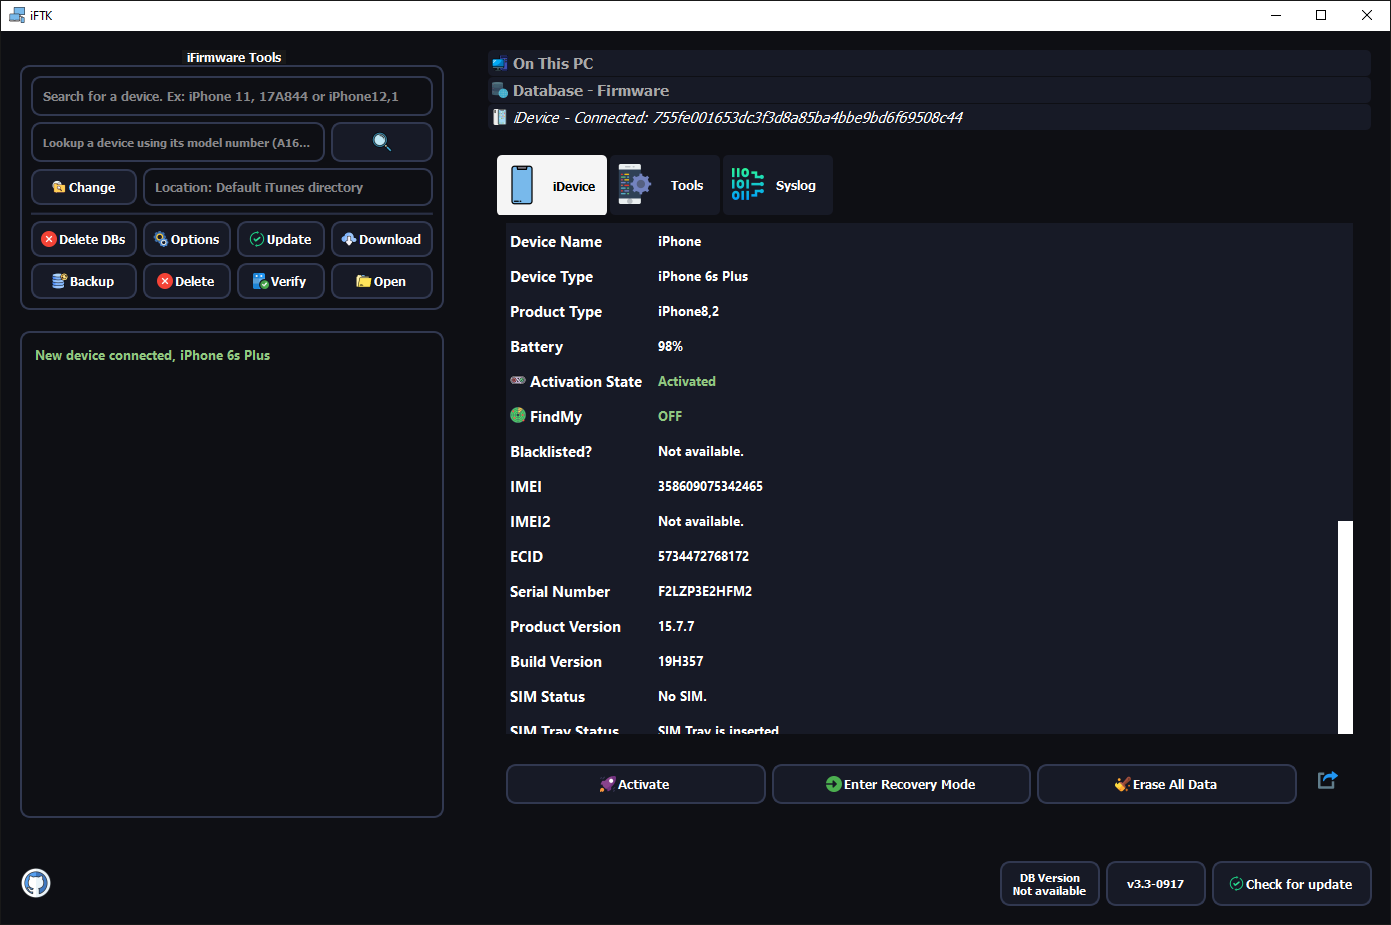 iFTK
iFirmware Tools
Search for a device. Ex: iPhone 11, 17A844 or iPhone12,1
Lookup a device using its model number (A16...
Change
Location: Default iTunes directory
Delete DBs
Options
Update
Download
Backup
Delete
Verify
Open
New device connected, iPhone 6s Plus
On This PC
Database - Firmware
iDevice - Connected: 755fe001653dc3f3d8a85ba4bbe9bd6f69508c44
iDevice
Tools
Syslog
Device Name iPhone
Device Type iPhone 6s Plus
Product Type iPhone8,2
Battery 98%
Activation State Activated
FindMy OFF
Blacklisted? Not available.
IMEI 358609075342465
IMEI2 Not available.
ECID 5734472768172
Serial Number F2LZP3E2HFM2
Product Version 15.7.7
Build Version 19H357
SIM Status No SIM.
SIM Tray Status SIM Tray is inserted
Activate
Enter Recovery Mode
Erase All Data
DB Version
Not available
v3.3-0917
Check for update